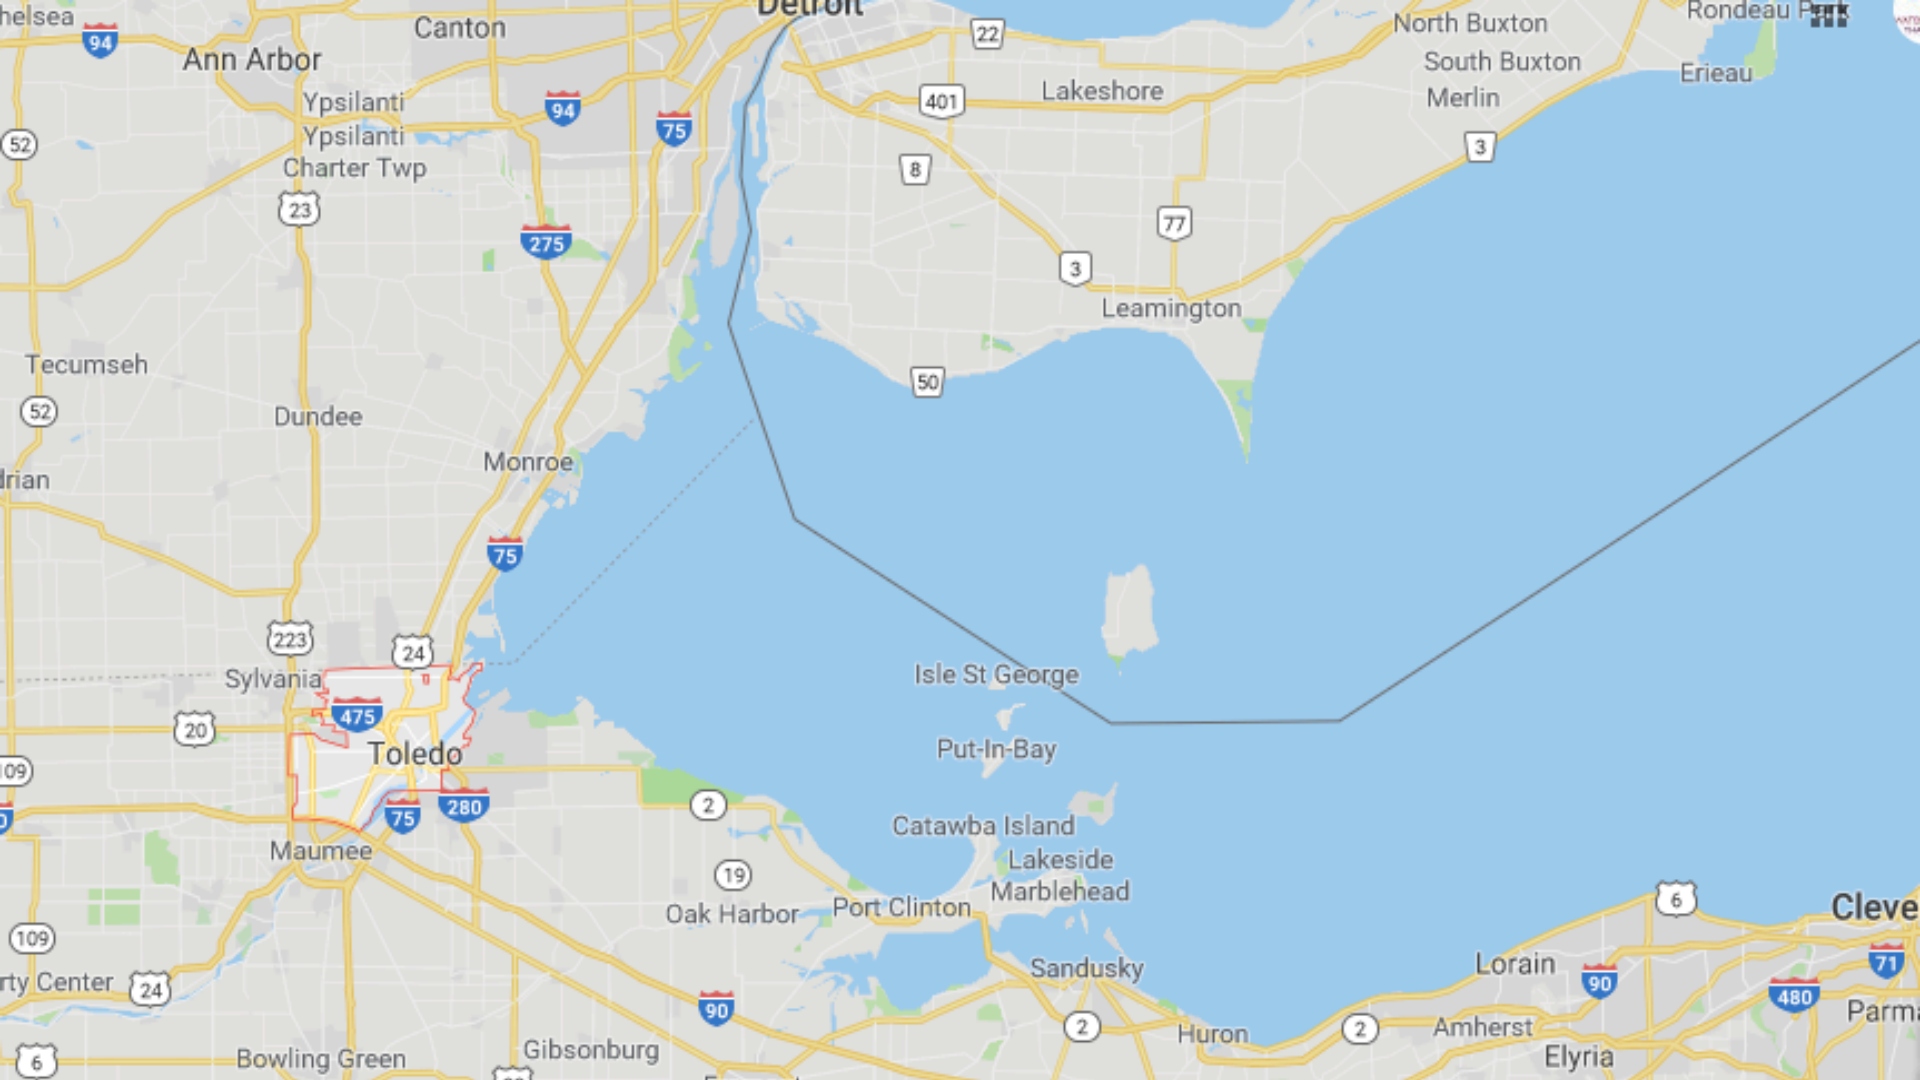 Detroit
helsea
94
Canton
22
North Buxton
Rondeau Park
Ann Arbor
South Buxton
Erieau
Ypsilanti
94
401
Lakeshore
Merlin
75
Ypsilanti
Charter Twp
52
3
8
23
77
275
3
Leamington
Tecumseh
50
52
Dundee
Monroe
drian
75
223
24
Sylvania
Isle St George
475
20
Toledo
Put-In-Bay
109
2
75
280
0
Catawba Island
Maumee
Lakeside
Marblehead
19
6
Oak Harbor
Port Clinton
Cleve
109
Sandusky
Lorain
71
rty Center
24
90
480
90
Parma
2
Huron
2
Amherst
6
Bowling Green
Gibsonburg
Elyria